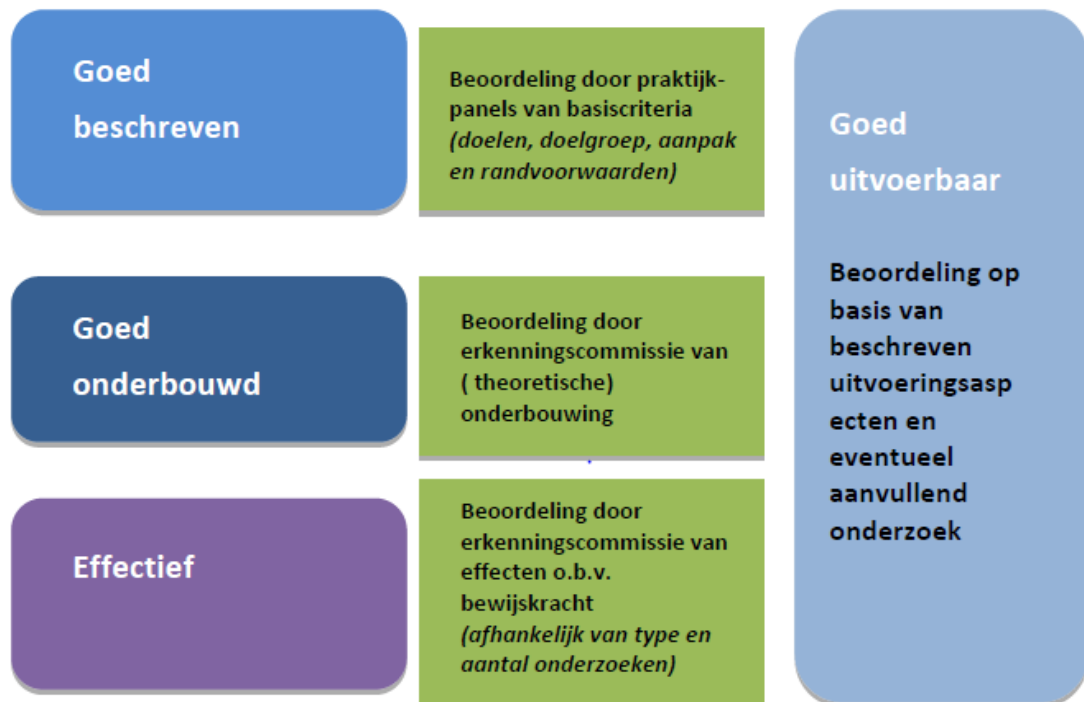 Goed
beschreven
Beoordeling door praktijk-
panels van basiscriteria
(doelen, doelgroep, aanpak
en randvoorwaarden)
Goed
onderbouwd
Beoordeling door
erkenningscommissie van
( theoretische)
onderbouwing
Effectief
Beoordeling door
erkenningscommissie van
effecten o.b.v.
bewijskracht
(afhankelijk van type en
aantal onderzoeken)
Goed
uitvoerbaar
Beoordeling op
basis van
beschreven
uitvoeringsasp
ecten en
eventueel
aanvullend
onderzoek